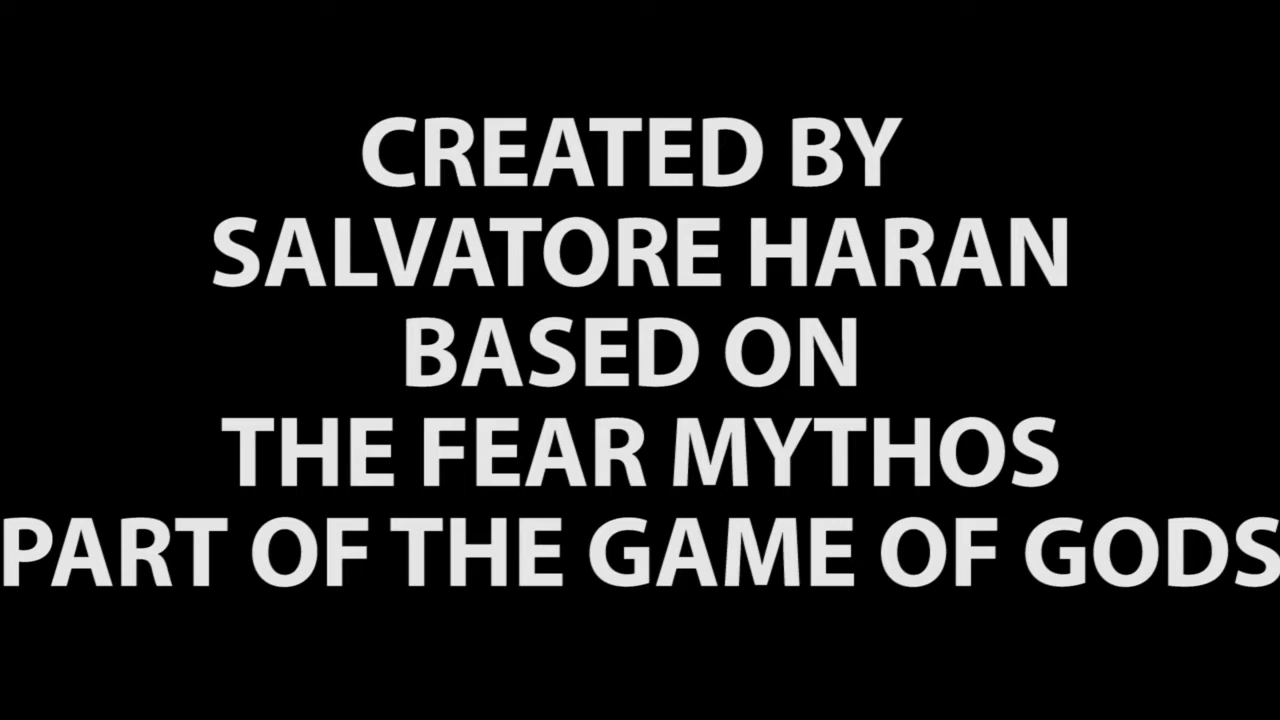 CREATED BY
SALVATORE HARAN
BASED ON
THE FEAR MYTHOS
PART OF THE GAME OF GODS